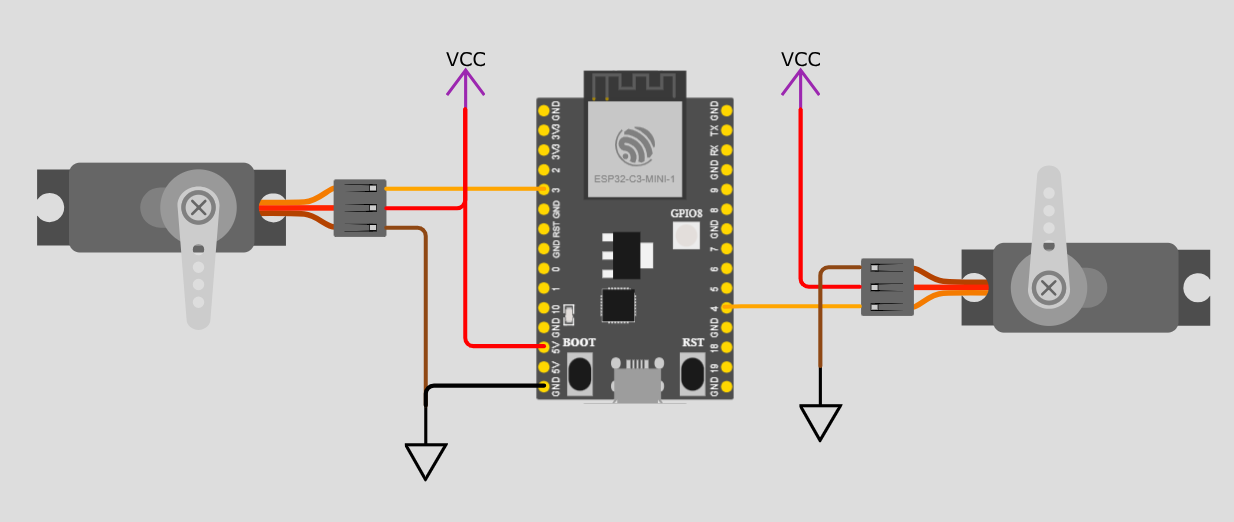 VCC
VCC
GND
3V3
3V3
2
3
GND
RST
GND
0
1
10
GND
5V
5V
GND
ESP32-C3-MINI-1
GPIO8
BOOT
RST
GND
TX
RX
GND
9
8
GND
7
6
5
4
GND
18
19
GND